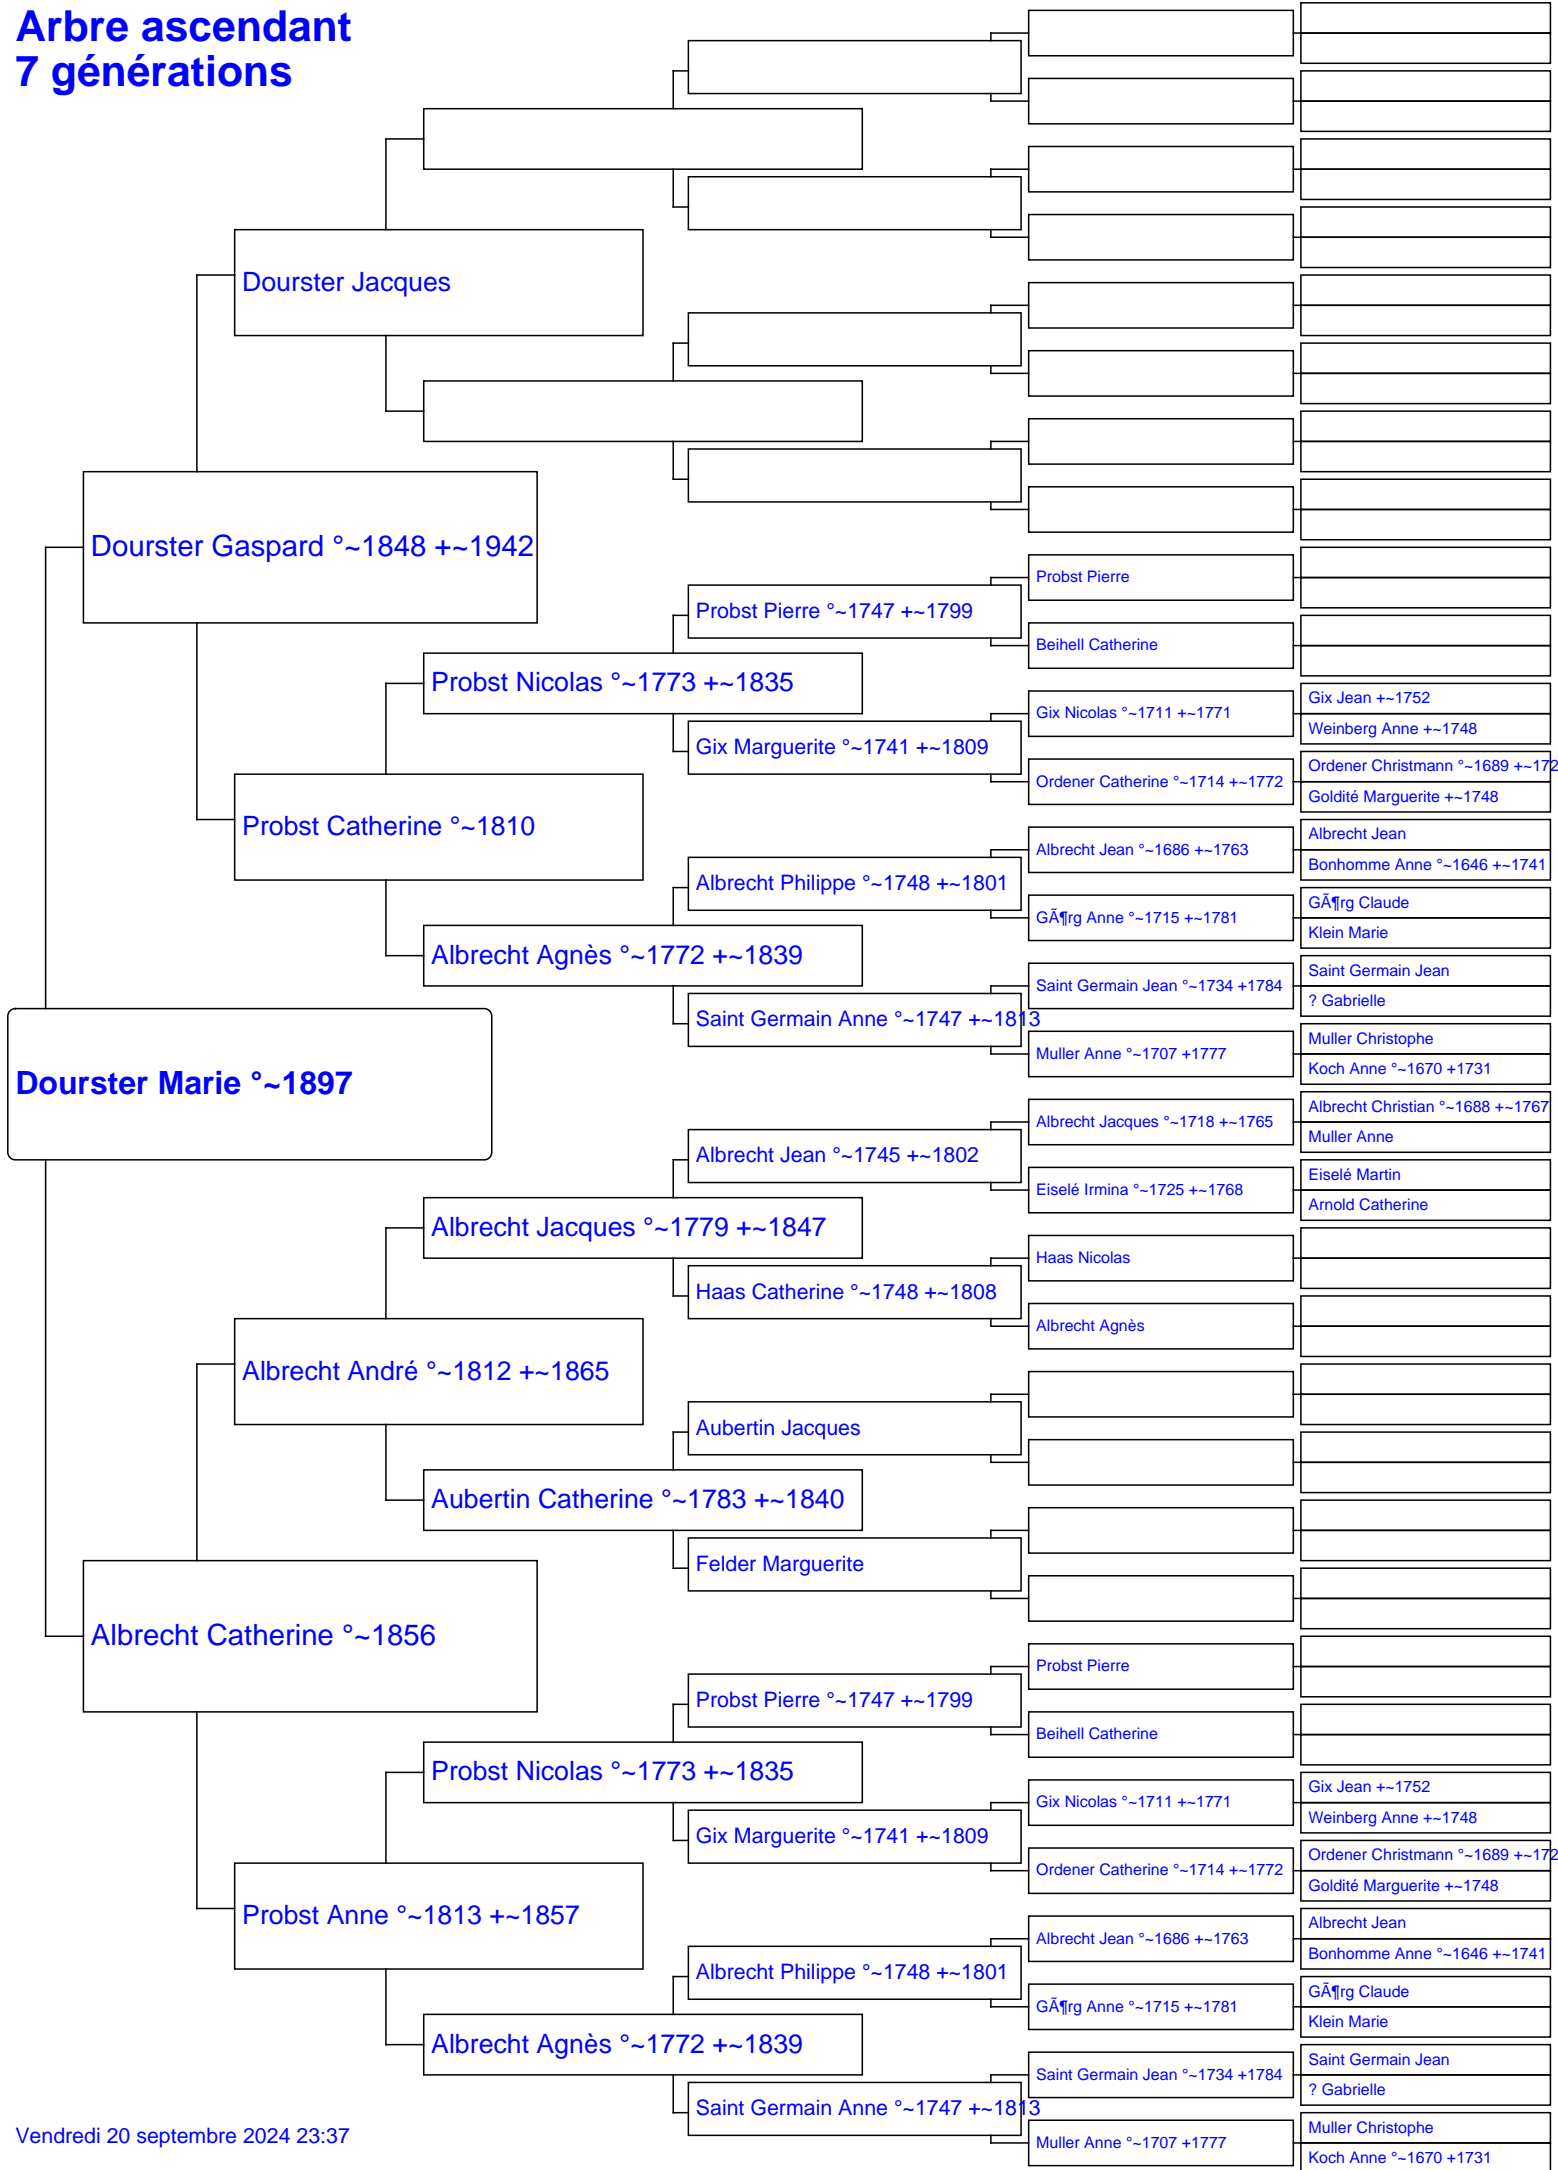 Arbre ascendant
7 générations
Dourster Jacques
Dourster Gaspard °~1848 +~1942
Probst Pierre
Probst Pierre °~1747 +~1799
Beihell Catherine
Probst Nicolas °~1773 +~1835
Gix Jean +~1752
Gix Nicolas °~1711 +~1771
Weinberg Anne +~1748
Gix Marguerite °~1741 +~1809
Ordener Christmann °~1689 +~172
Ordener Catherine °~1714 +~1772
Goldité Marguerite +~1748
Probst Catherine °~1810
Albrecht Jean
Albrecht Jean °~1686 +~1763
Bonhomme Anne °~1646 +~1741
Albrecht Philippe °~1748 +~1801
GÃ¶rg Claude
GÃ¶rg Anne °~1715 +~1781
Klein Marie
Albrecht Agnès °~1772 +~1839
Saint Germain Jean
Saint Germain Jean °~1734 +1784
? Gabrielle
Saint Germain Anne °~1747 +~1813
Muller Christophe
Muller Anne °~1707 +1777
Koch Anne °~1670 +1731
Dourster Marie °~1897
Albrecht Christian °~1688 +~1767
Albrecht Jacques °~1718 +~1765
Muller Anne
Albrecht Jean °~1745 +~1802
Eiselé Martin
Eiselé Irmina °~1725 +~1768
Arnold Catherine
Albrecht Jacques °~1779 +~1847
Haas Nicolas
Haas Catherine °~1748 +~1808
Albrecht Agnès
Albrecht André °~1812 +~1865
Aubertin Jacques
Aubertin Catherine °~1783 +~1840
Felder Marguerite
Albrecht Catherine °~1856
Probst Pierre
Probst Pierre °~1747 +~1799
Beihell Catherine
Probst Nicolas °~1773 +~1835
Gix Jean +~1752
Gix Nicolas °~1711 +~1771
Weinberg Anne +~1748
Gix Marguerite °~1741 +~1809
Ordener Christmann °~1689 +~172
Ordener Catherine °~1714 +~1772
Goldité Marguerite +~1748
Probst Anne °~1813 +~1857
Albrecht Jean
Albrecht Jean °~1686 +~1763
Bonhomme Anne °~1646 +~1741
Albrecht Philippe °~1748 +~1801
GÃ¶rg Claude
GÃ¶rg Anne °~1715 +~1781
Klein Marie
Albrecht Agnès °~1772 +~1839
Saint Germain Jean
Saint Germain Jean °~1734 +1784
? Gabrielle
Saint Germain Anne °~1747 +~1813
Muller Christophe
Muller Anne °~1707 +1777
Koch Anne °~1670 +1731
Vendredi 20 septembre 2024 23:37